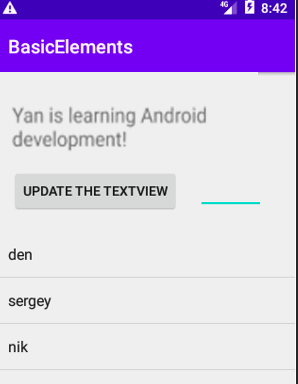 4G 8:42
BasicElements
Yan is learning Android
development!
UPDATE THE TEXTVIEW
den
sergey
nik